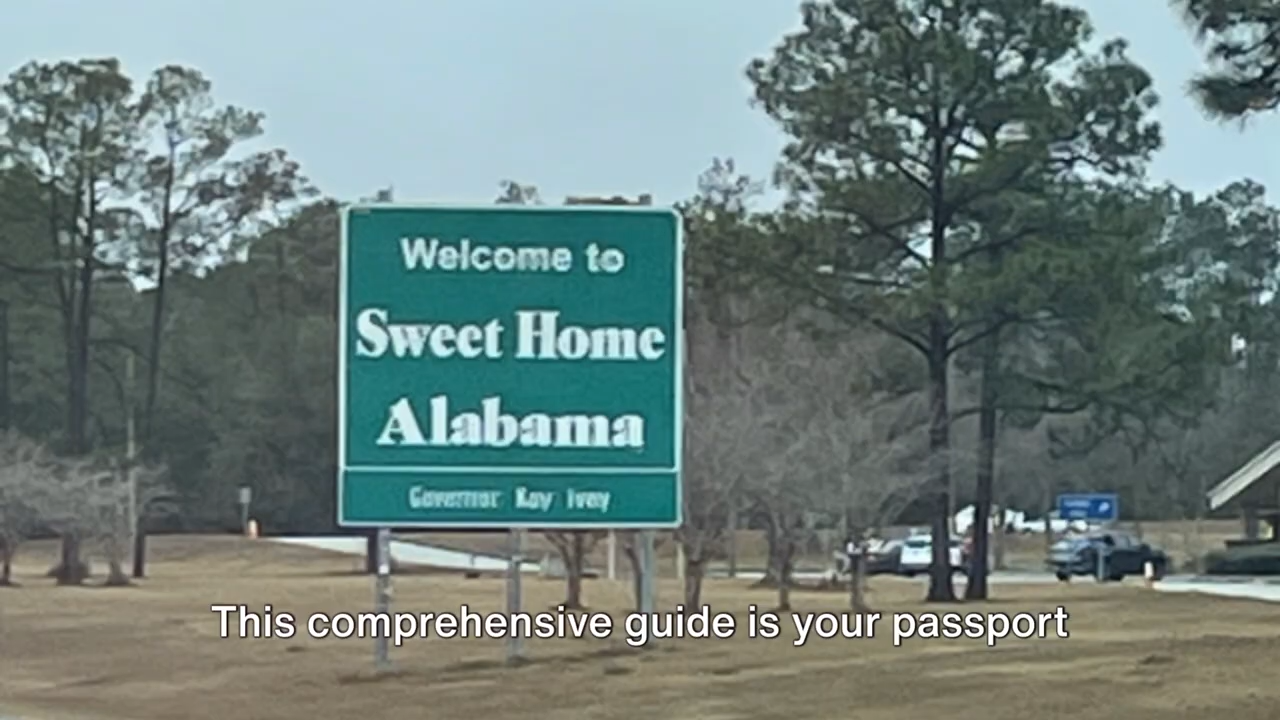 Welcome to
Sweet Home
Alabama
Governor Kay Ivey
This comprehensive guide is your passport